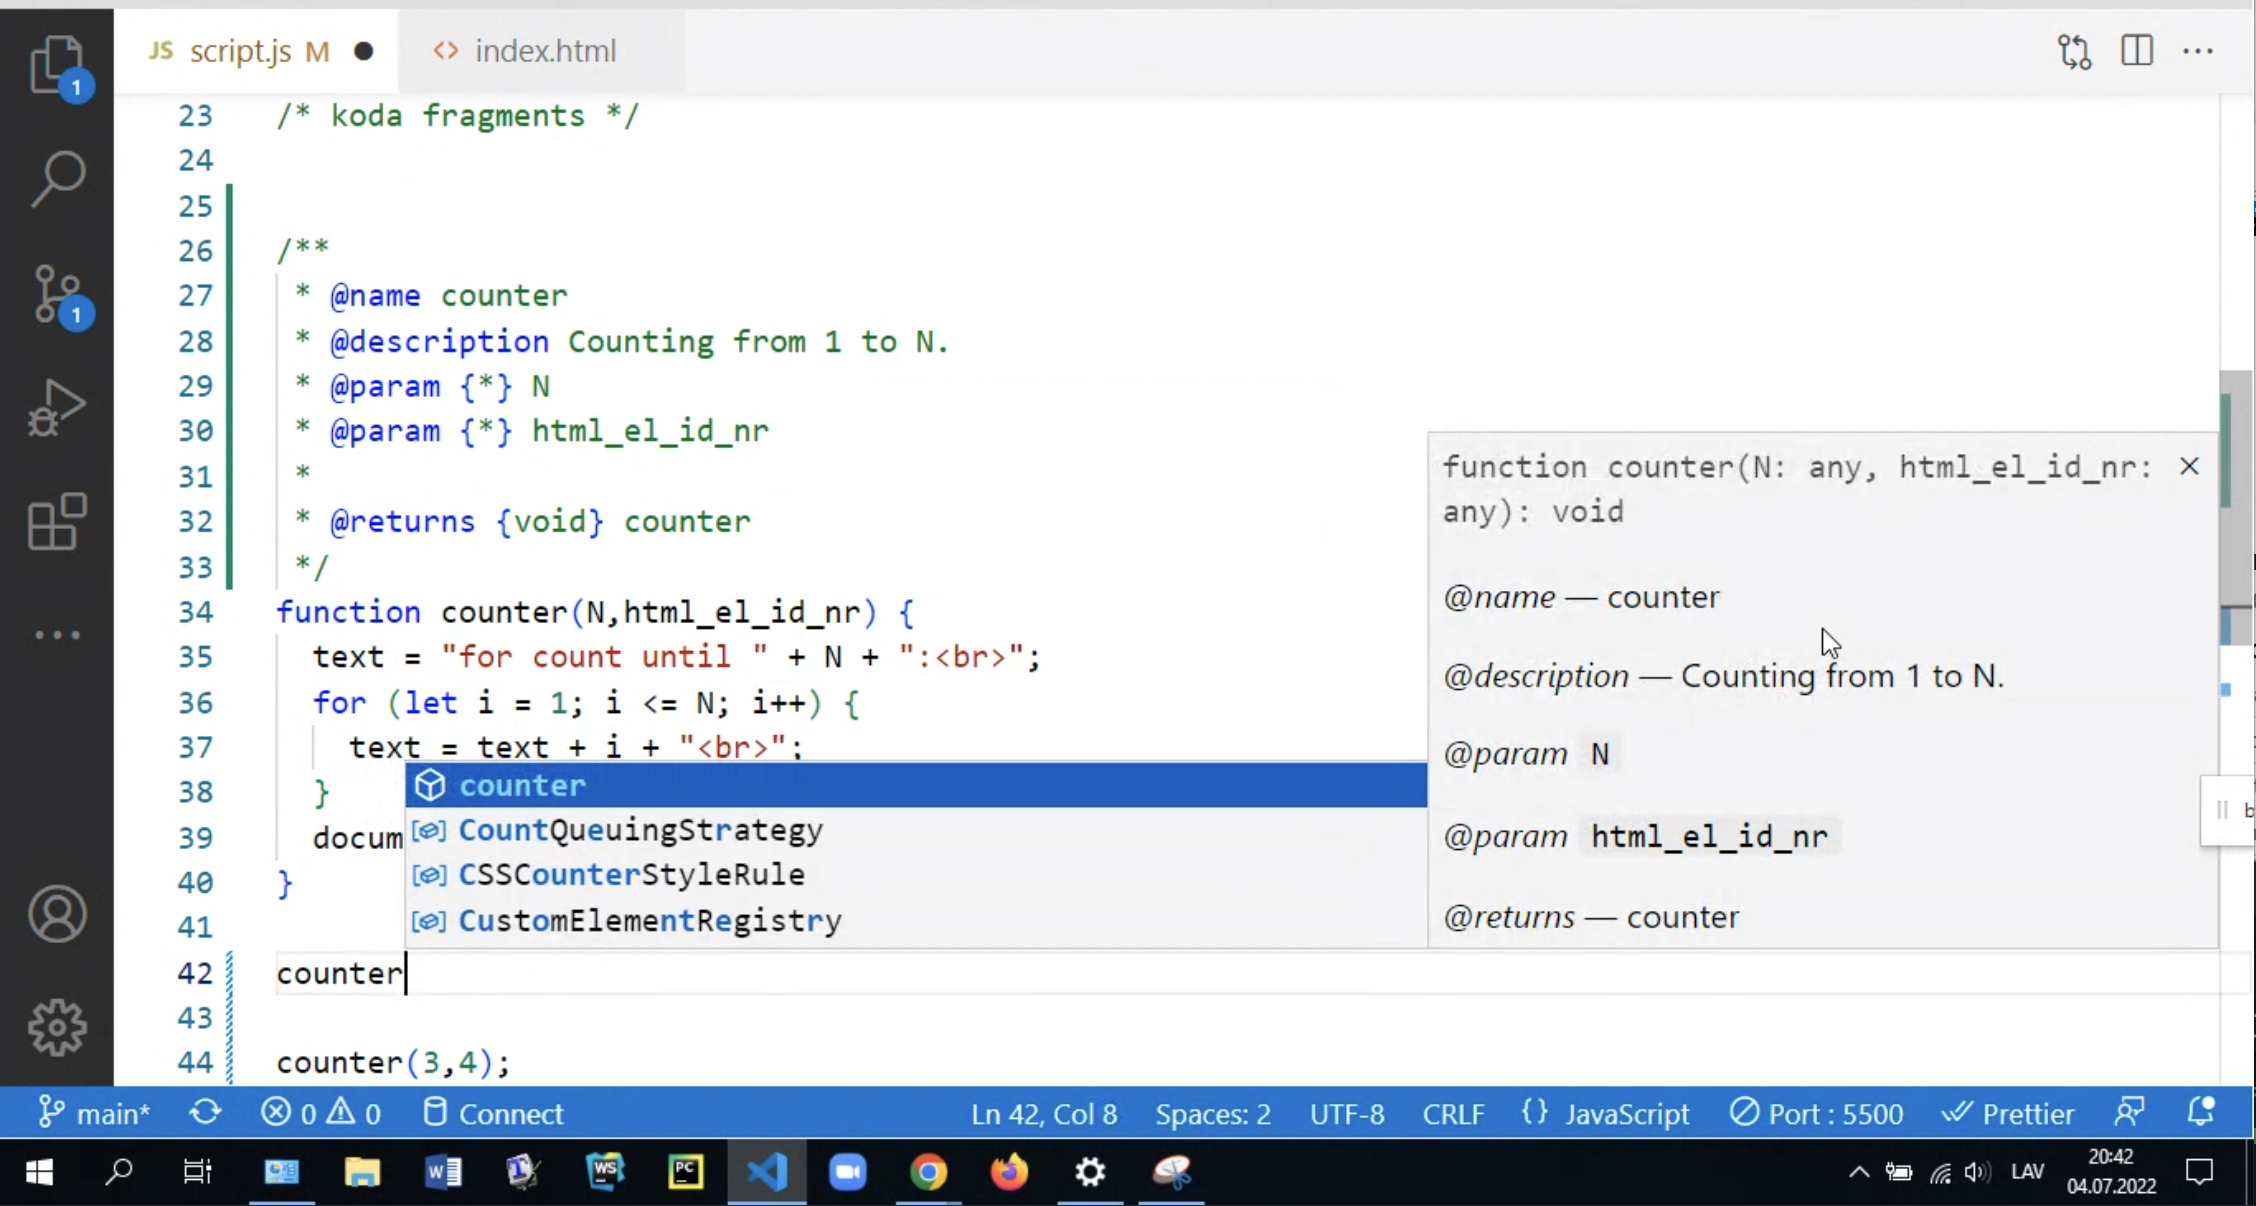 JS script.js M ● <> index.html ...
23 /* koda fragments */
24
25
26 /**
27  * @name counter
28  * @description Counting from 1 to N.
29  * @param {*} N
30  * @param {*} html_el_id_nr
31  *
32  * @returns {void} counter
33  */
34 function counter(N,html_el_id_nr) {
35   text = "for count until " + N + ":<br>";
36   for (let i = 1; i <= N; i++) {
37     text = text + i + "<br>";
38   }
39   docum
40 }
41
42 counter
43
44 counter(3,4);
counter
CountQueuingStrategy
CSSCounterStyleRule
CustomElementRegistry
function counter(N: any, html_el_id_nr: ×
any): void
@name — counter
@description — Counting from 1 to N.
@param N
@param html_el_id_nr
@returns — counter
b
1
1
main* 0 0 Connect Ln 42, Col 8 Spaces: 2 UTF-8 CRLF {} JavaScript Port : 5500 Prettier
W WS PC LAV 20:42
04.07.2022